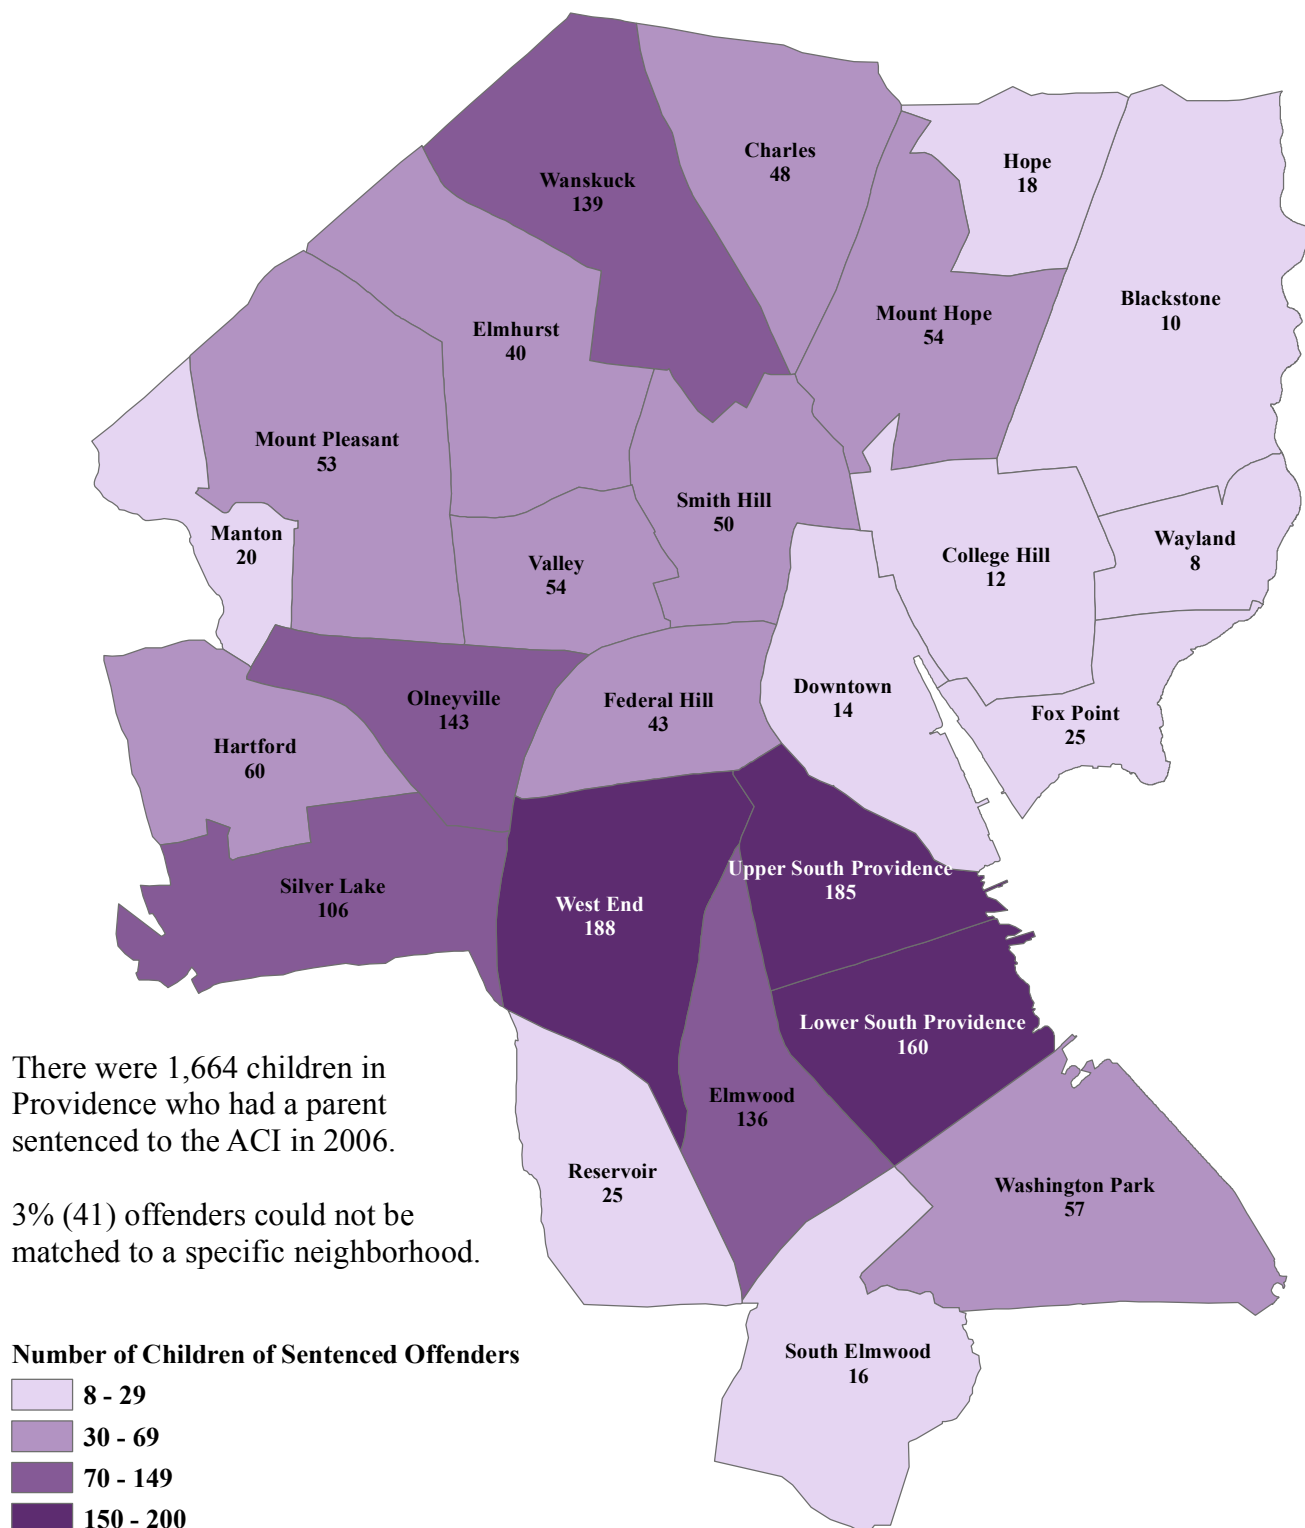 Charles
48
Hope
18
Wanskuck
139
Blackstone
10
Mount Hope
54
Elmhurst
40
Mount Pleasant
53
Smith Hill
50
Manton
20
Valley
54
College Hill
12
Wayland
8
Olneyville
143
Federal Hill
43
Downtown
14
Fox Point
25
Hartford
60
Silver Lake
106
West End
188
Upper South Providence
185
Lower South Providence
160
Elmwood
136
Reservoir
25
Washington Park
57
South Elmwood
16
There were 1,664 children in
Providence who had a parent
sentenced to the ACI in 2006.
3% (41) offenders could not be
matched to a specific neighborhood.
Number of Children of Sentenced Offenders
8 - 29
30 - 69
70 - 149
150 - 200